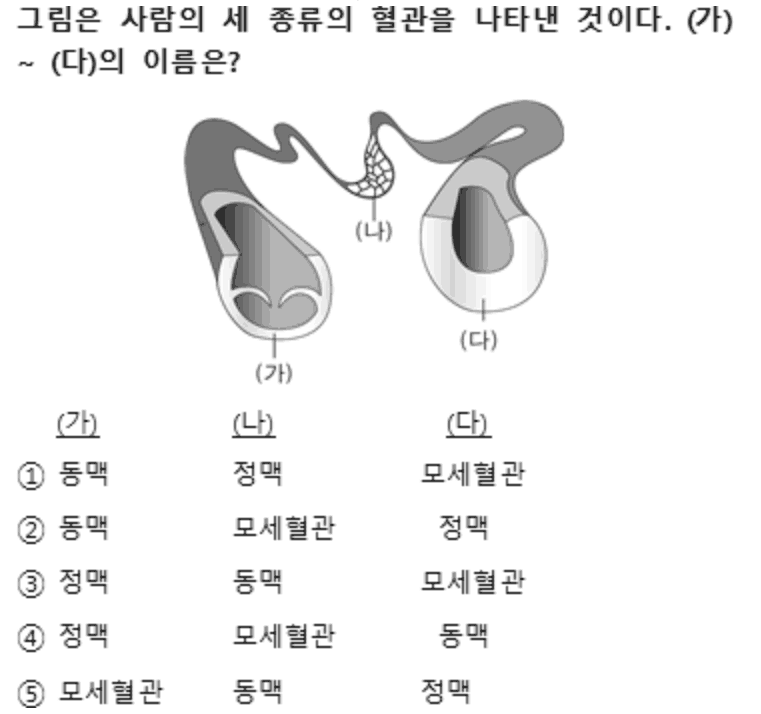 그림은 사람의 세 종류의 혈관을 나타낸 것이다. (가)
~ (다)의 이름은?
(나)
(다)
(가)
(가) (나) (다)
① 동맥 정맥 모세혈관
② 동맥 모세혈관 정맥
③ 정맥 동맥 모세혈관
④ 정맥 모세혈관 동맥
⑤ 모세혈관 동맥 정맥